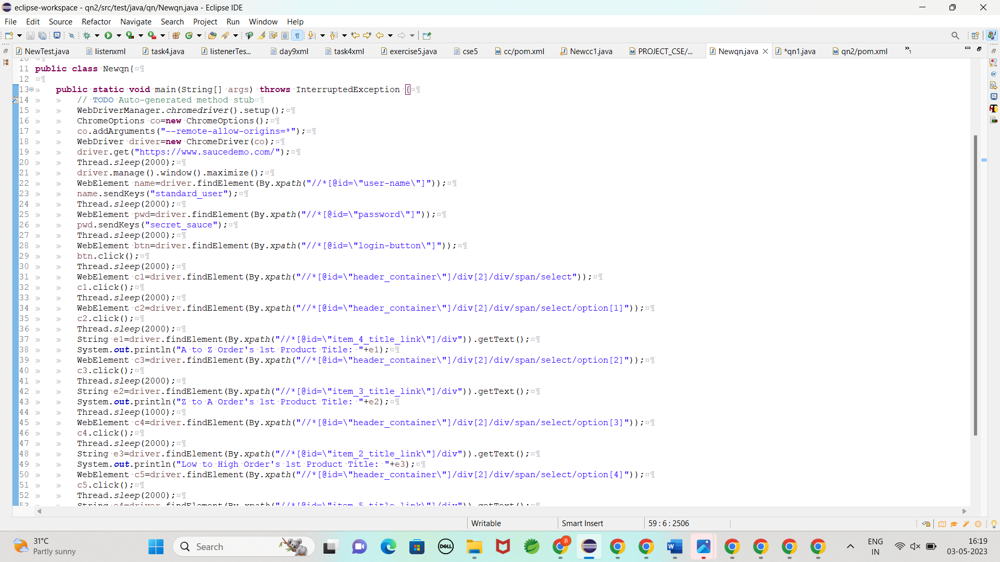 eclipse-workspace - qn2/src/test/java/qn/Newqn.java - Eclipse IDE
File Edit Source Refactor Navigate Search Project Run Window Help
NewTest.java listenxml task4.java listenerTes... day9xml task4xml exercise5.java cse5 cc/pom.xml Newcc1.java PROJECT_CSE/... Newqn.java *qn1.java qn2/pom.xml »1
10
11 public class Newqn{
12
13 public static void main(String[] args) throws InterruptedException {
14 // TODO Auto-generated method stub
15 WebDriverManager.chromedriver().setup();
16 ChromeOptions co=new ChromeOptions();
17 co.addArguments("--remote-allow-origins=*");
18 WebDriver driver=new ChromeDriver(co);
19 driver.get("https://www.saucedemo.com/");
20 Thread.sleep(2000);
21 driver.manage().window().maximize();
22 WebElement name=driver.findElement(By.xpath("//*[@id=\"user-name\"]"));
23 name.sendKeys("standard_user");
24 Thread.sleep(2000);
25 WebElement pwd=driver.findElement(By.xpath("//*[@id=\"password\"]"));
26 pwd.sendKeys("secret_sauce");
27 Thread.sleep(2000);
28 WebElement btn=driver.findElement(By.xpath("//*[@id=\"login-button\"]"));
29 btn.click();
30 Thread.sleep(2000);
31 WebElement c1=driver.findElement(By.xpath("//*[@id=\"header_container\"]/div[2]/div/span/select"));
32 c1.click();
33 Thread.sleep(2000);
34 WebElement c2=driver.findElement(By.xpath("//*[@id=\"header_container\"]/div[2]/div/span/select/option[1]"));
35 c2.click();
36 Thread.sleep(2000);
37 String e1=driver.findElement(By.xpath("//*[@id=\"item_4_title_link\"]/div")).getText();
38 System.out.println("A to Z Order's 1st Product Title: "+e1);
39 WebElement c3=driver.findElement(By.xpath("//*[@id=\"header_container\"]/div[2]/div/span/select/option[2]"));
40 c3.click();
41 Thread.sleep(2000);
42 String e2=driver.findElement(By.xpath("//*[@id=\"item_3_title_link\"]/div")).getText();
43 System.out.println("Z to A Order's 1st Product Title: "+e2);
44 Thread.sleep(1000);
45 WebElement c4=driver.findElement(By.xpath("//*[@id=\"header_container\"]/div[2]/div/span/select/option[3]"));
46 c4.click();
47 Thread.sleep(2000);
48 String e3=driver.findElement(By.xpath("//*[@id=\"item_2_title_link\"]/div")).getText();
49 System.out.println("Low to High Order's 1st Product Title: "+e3);
50 WebElement c5=driver.findElement(By.xpath("//*[@id=\"header_container\"]/div[2]/div/span/select/option[4]"));
51 c5.click();
52 Thread.sleep(2000);
53 String e4=driver.findElement(By.xpath("//*[@id=\"item_5_title_link\"]/div")).getText();
Writable Smart Insert 59 : 6 : 2506
31°C
Partly sunny
Search
DELL
8
ENG
IN
16:19
03-05-2023